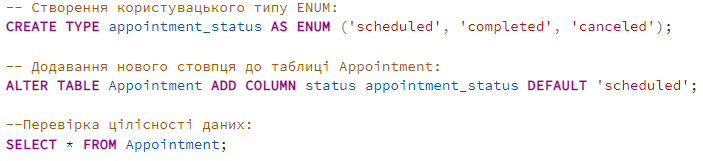 -- Створення користувацького типу ENUM:
CREATE TYPE appointment_status AS ENUM ('scheduled', 'completed', 'canceled');
-- Додавання нового стовпця до таблиці Appointment:
ALTER TABLE Appointment ADD COLUMN status appointment_status DEFAULT 'scheduled';
--Перевірка цілісності даних:
SELECT * FROM Appointment;